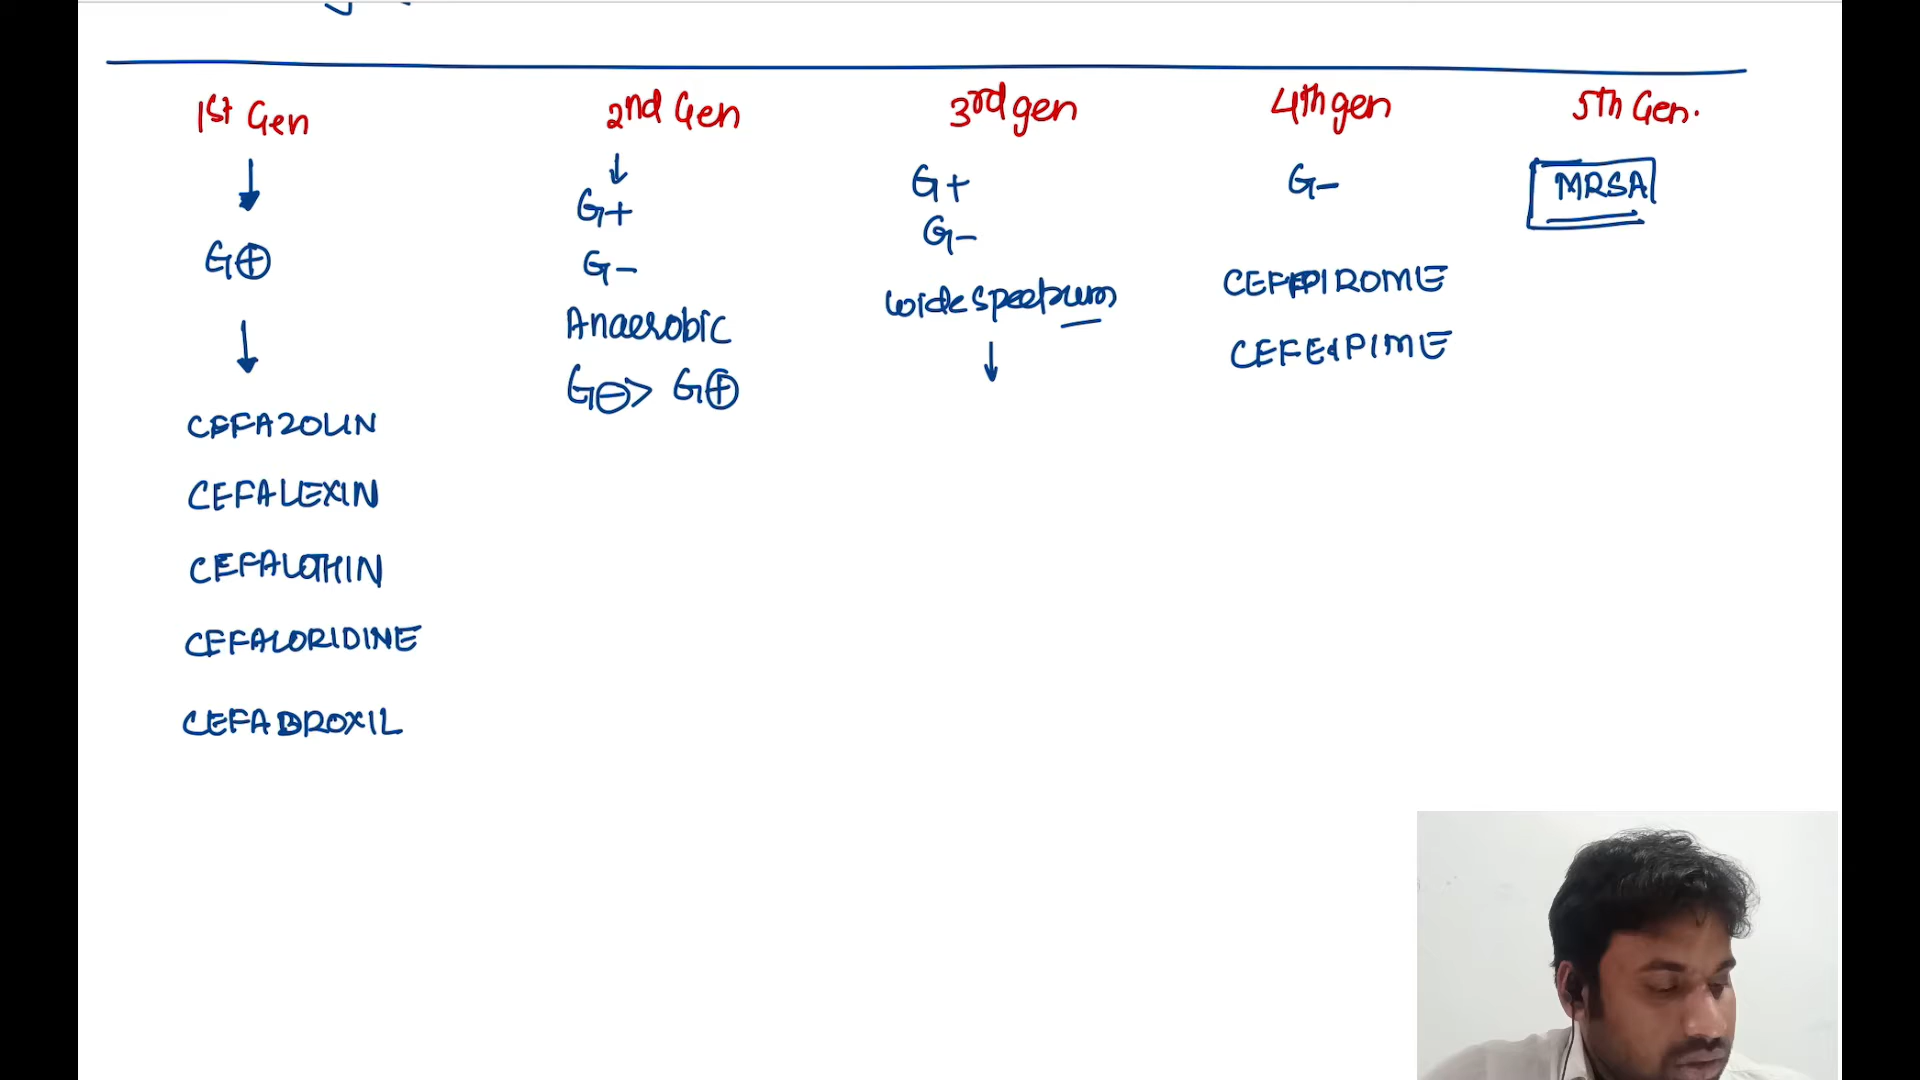 1st Gen 2nd Gen 3rd gen 4th gen 5th Gen.
G+
CEFAZOLIN
CEFALEXIN
CEFALOTHIN
CEFALORIDINE
CEFADROXIL
G+
G-
Anaerobic
G- > G+
G+
G-
wide spectrum
G-
CEFPIROME
CEFEPIME
MRSA